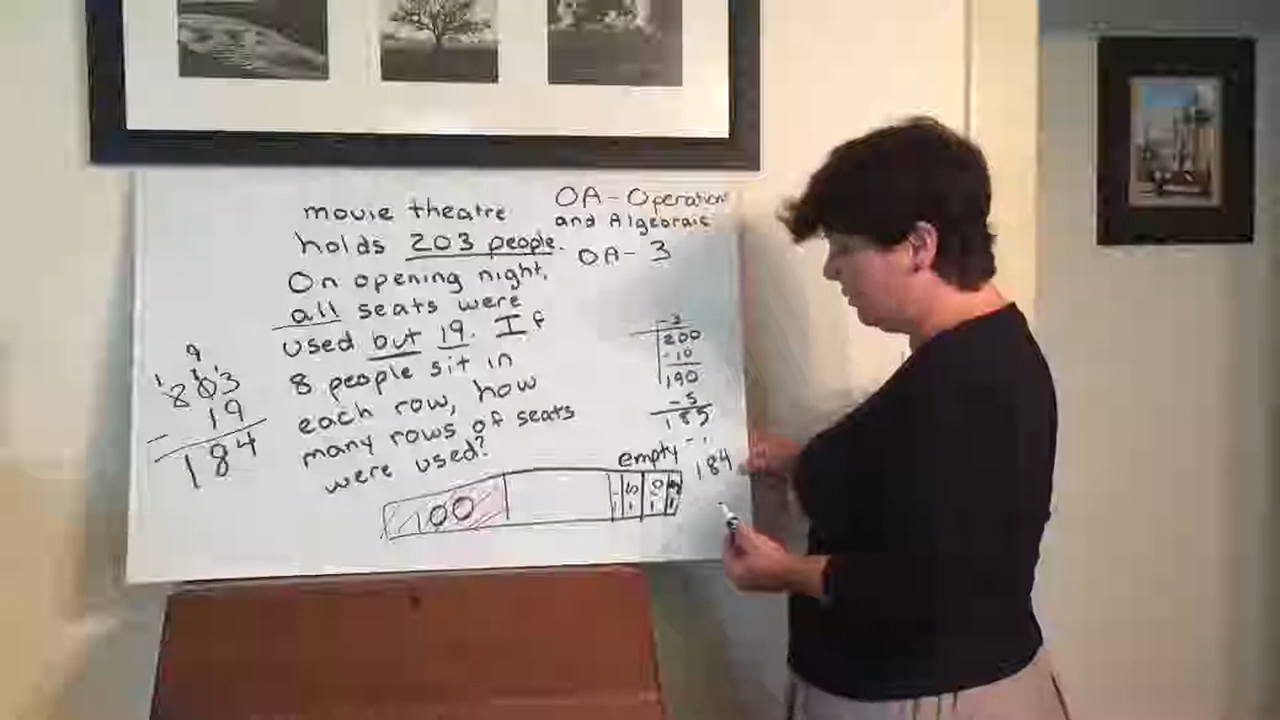 movie theatre
holds 203 people.
On opening night,
all seats were
used but 19. If
8 people sit in
each row, how
many rows of seats
were used?
OA - Operations
and Algebraic
OA - 3
9
203
19
184
- 3
200
- 10
190
- 5
185
184
empty
100